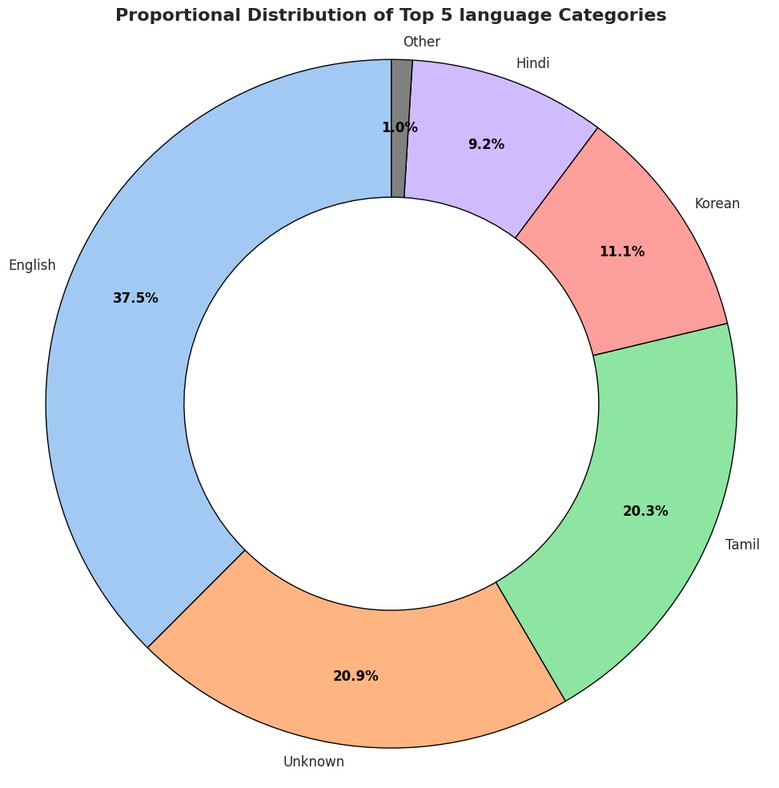 Proportional Distribution of Top 5 language Categories
Other
Hindi
1.0%
9.2%
Korean
11.1%
English
37.5%
20.3%
Tamil
20.9%
Unknown